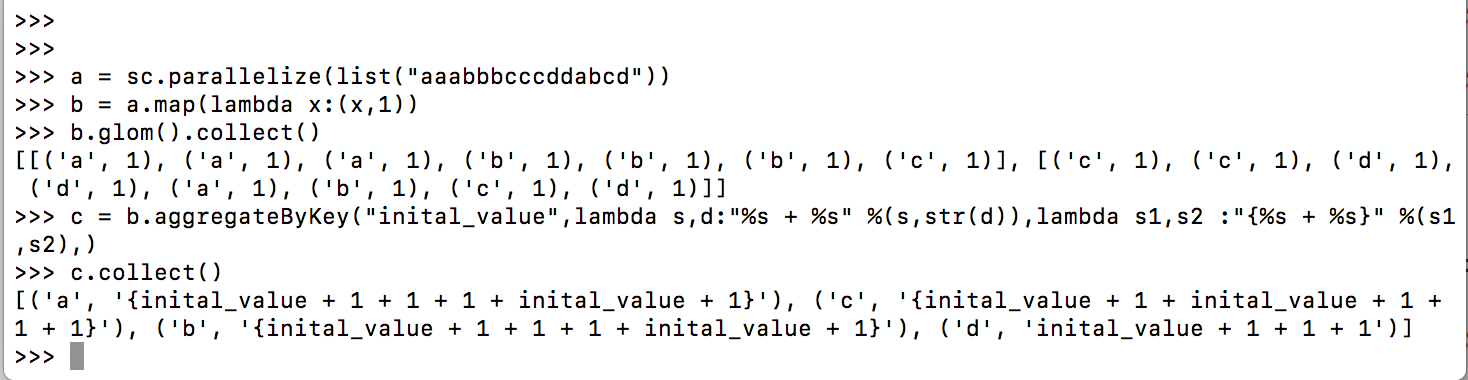 >>>
>>>
>>> a = sc.parallelize(list("aaabbbcccddabcd"))
>>> b = a.map(lambda x:(x,1))
>>> b.glom().collect()
[[('a', 1), ('a', 1), ('a', 1), ('b', 1), ('b', 1), ('b', 1), ('c', 1)], [('c', 1), ('c', 1), ('d', 1),
 ('d', 1), ('a', 1), ('b', 1), ('c', 1), ('d', 1)]]
>>> c = b.aggregateByKey("inital_value",lambda s,d:"%s + %s" %(s,str(d)),lambda s1,s2 :"{%s + %s}" %(s1
,s2),)
>>> c.collect()
[('a', '{inital_value + 1 + 1 + 1 + inital_value + 1}'), ('c', '{inital_value + 1 + inital_value + 1 +
1 + 1}'), ('b', '{inital_value + 1 + 1 + 1 + inital_value + 1}'), ('d', 'inital_value + 1 + 1 + 1')]
>>>